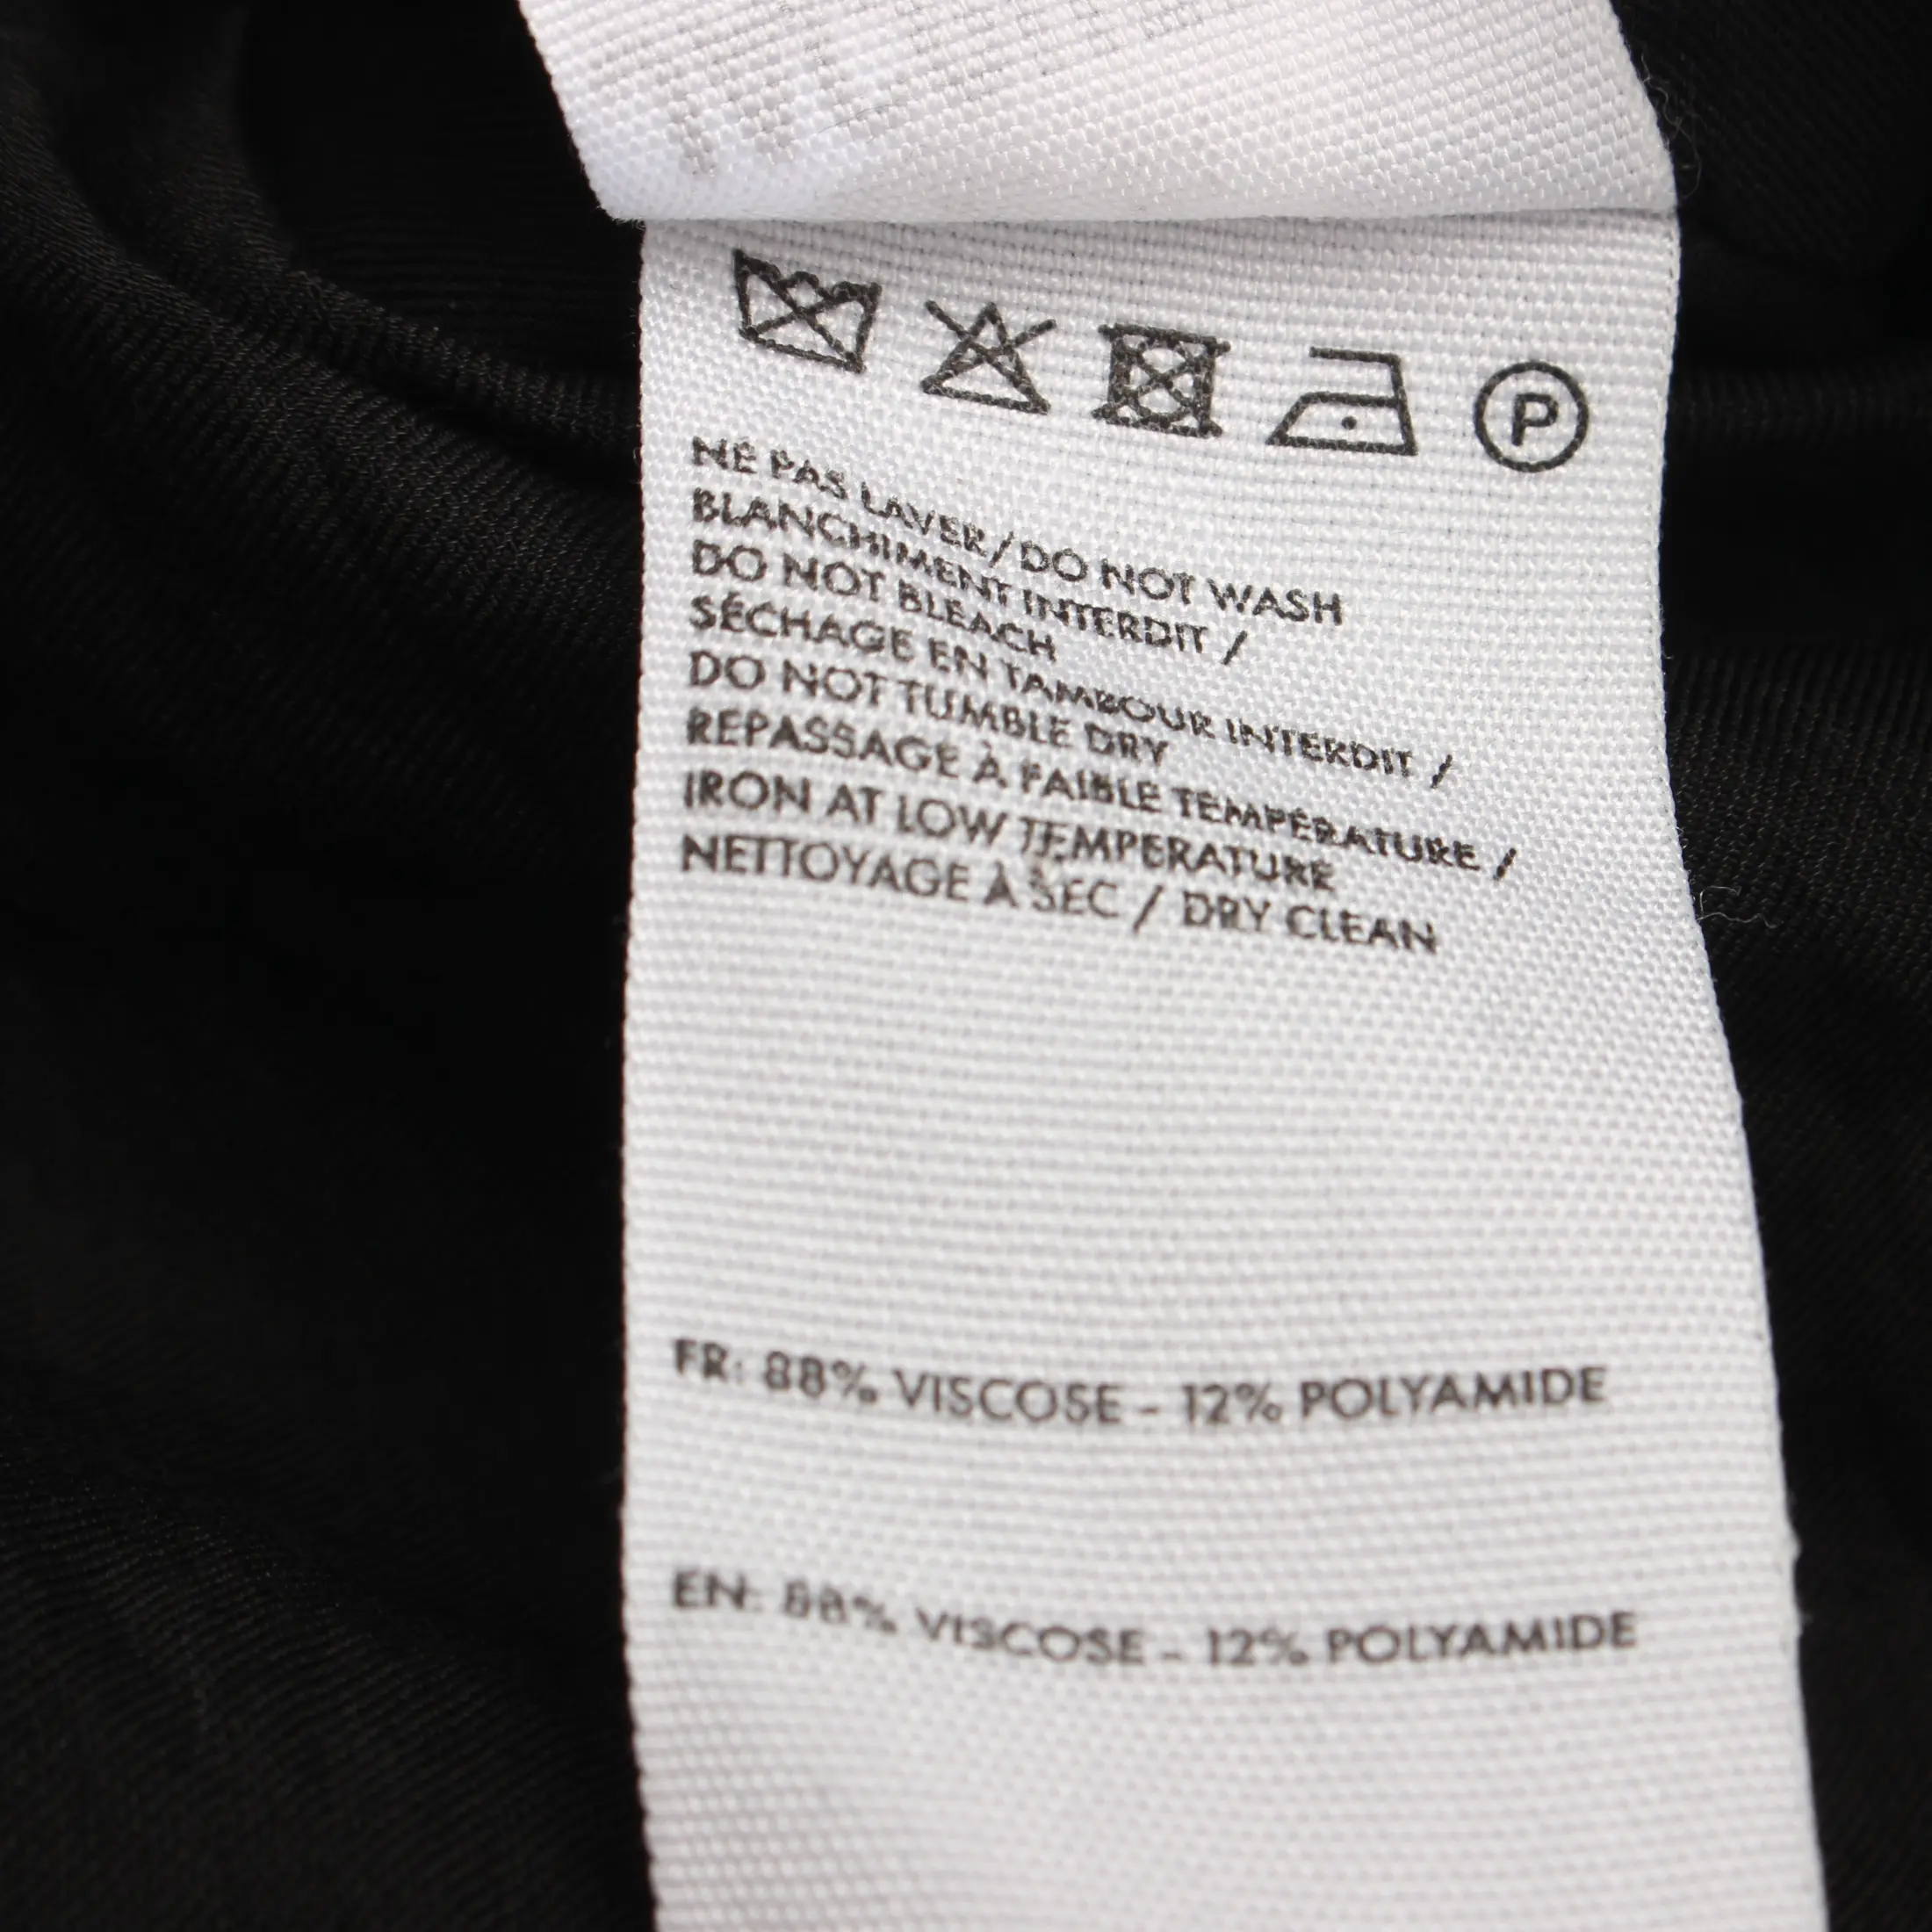 P
NE PAS LAVER/DO NOT WASH
BLANCHIMENT INTERDIT /
DO NOT BLEACH
SÉCHAGE EN TAMBOUR INTERDIT /
DO NOT TUMBLE DRY
REPASSAGE À FAIBLE TEMPÉRATURE /
IRON AT LOW TEMPERATURE
NETTOYAGE À SEC / DRY CLEAN
FR: 88% VISCOSE - 12% POLYAMIDE
EN: 88% VISCOSE - 12% POLYAMIDE